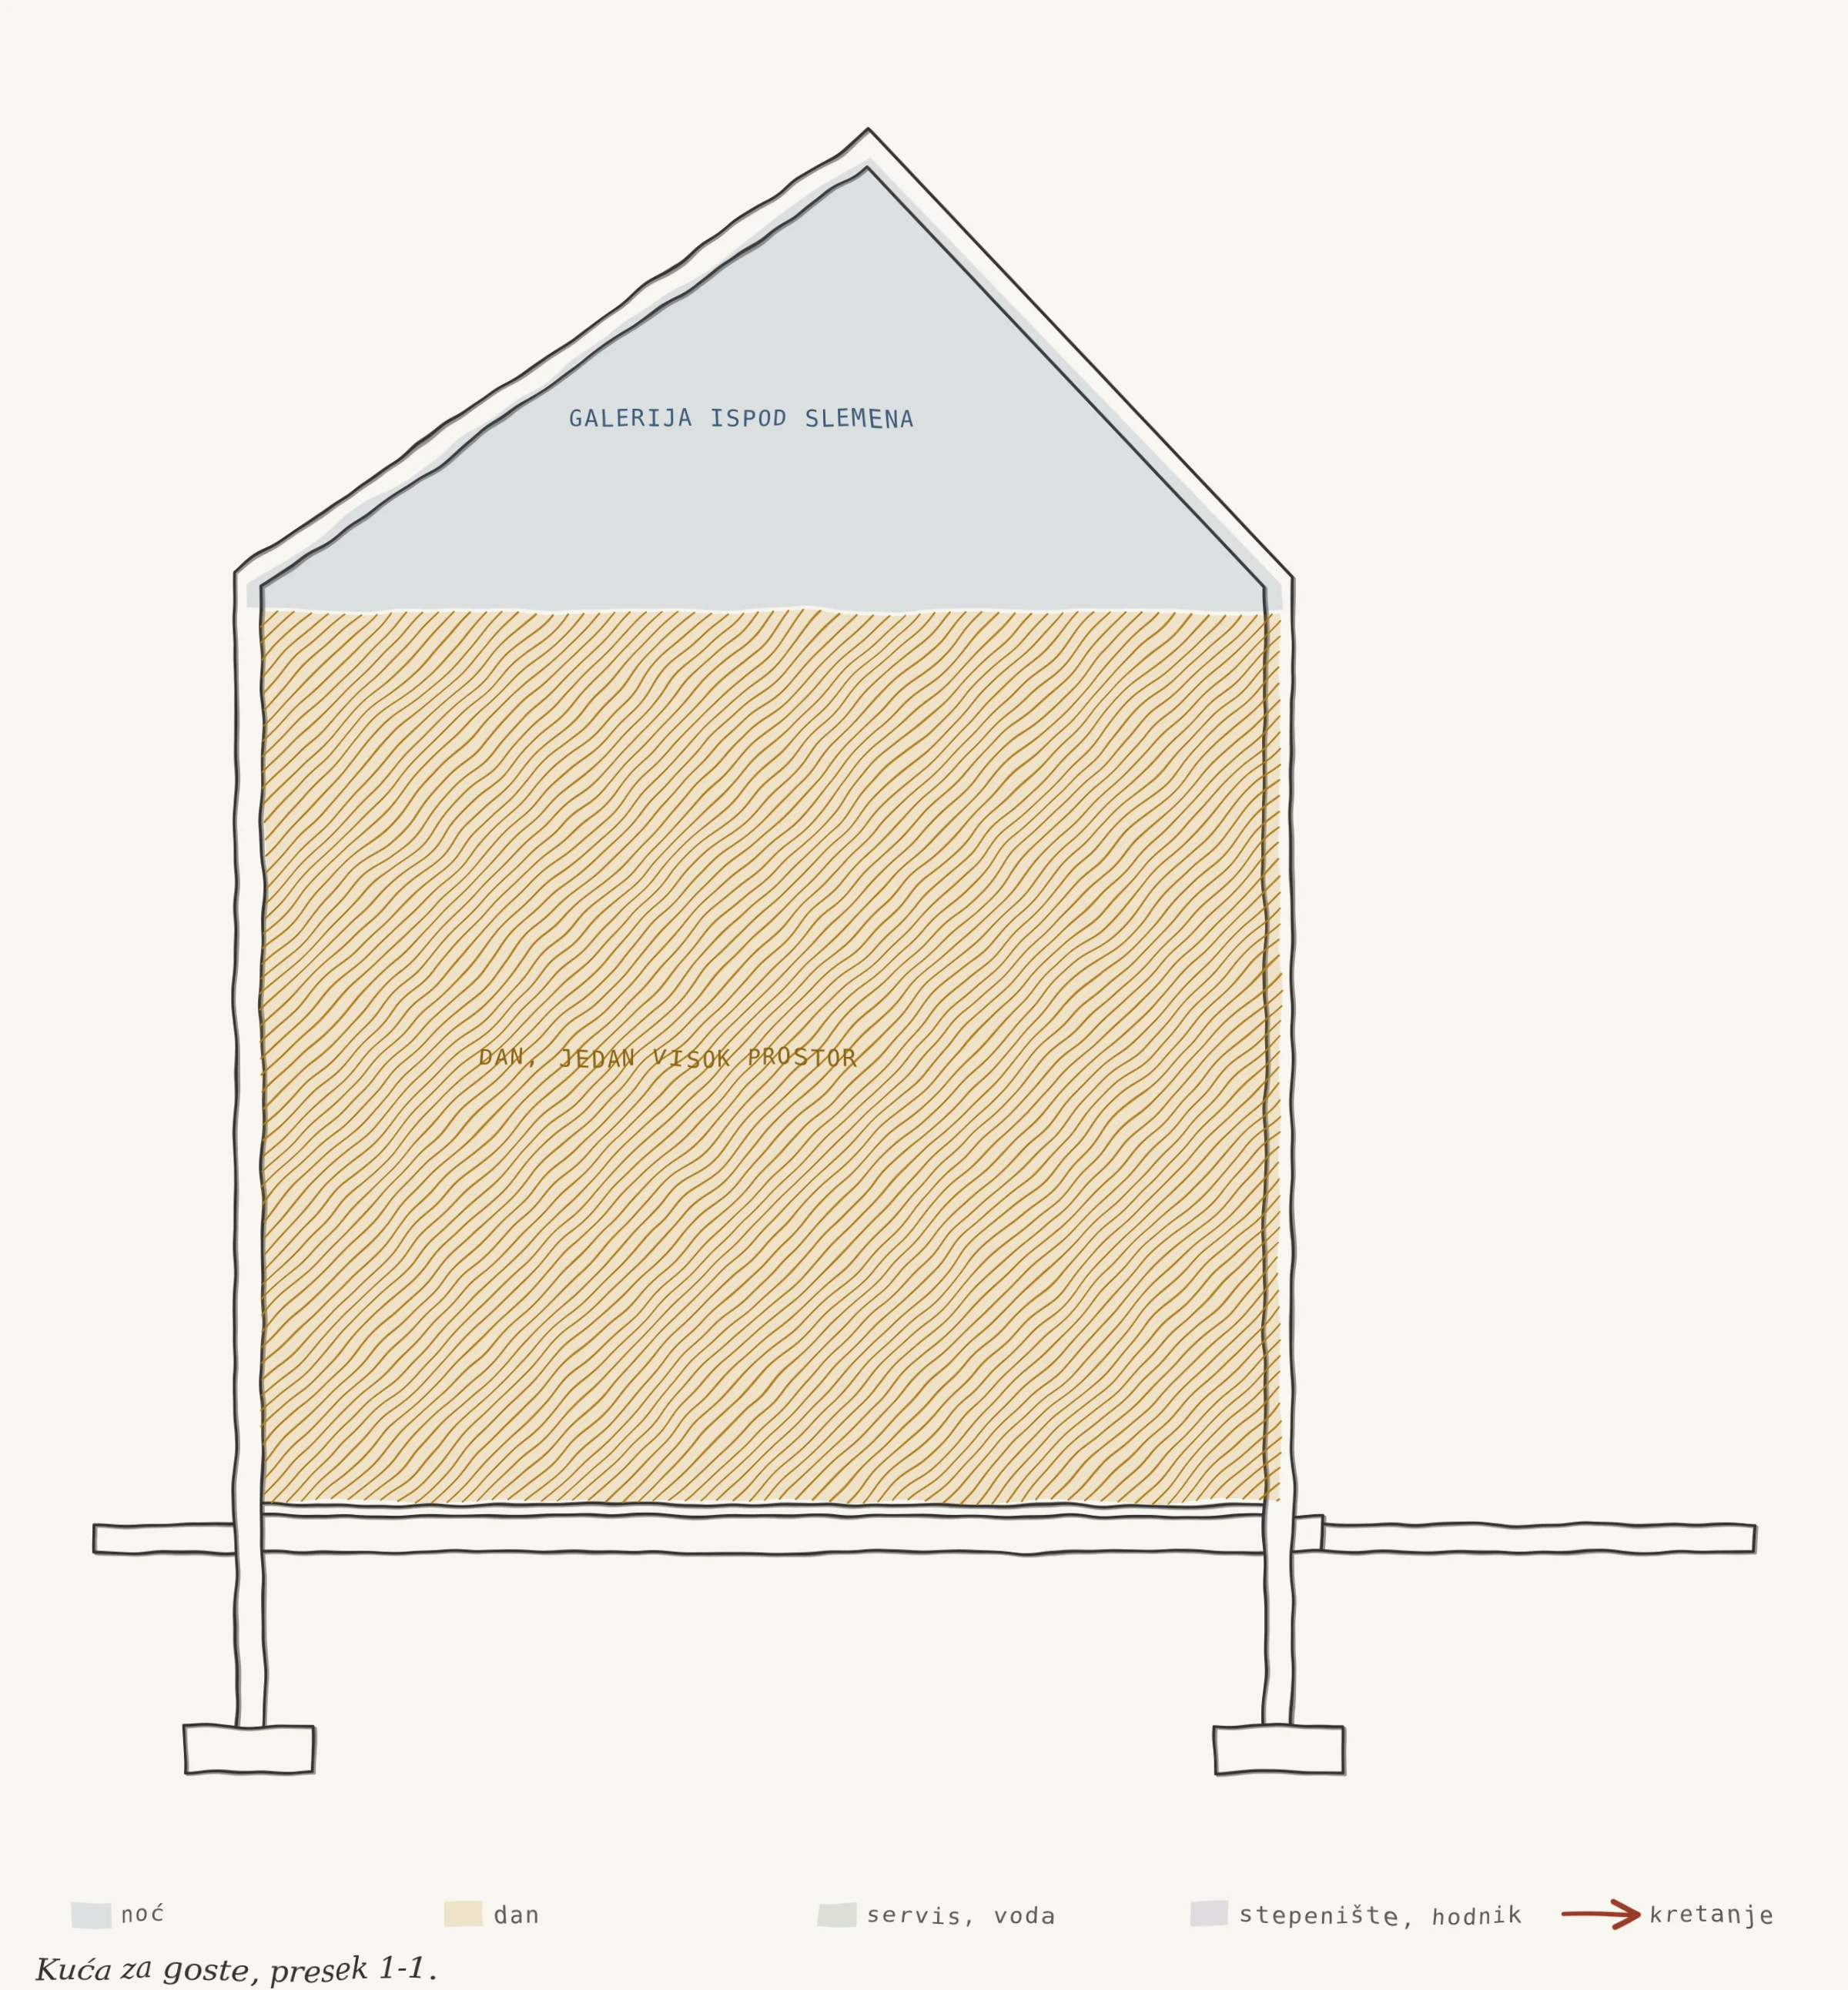 GALERIJA ISPOD SLEMENA
DAN, JEDAN VISOK PROSTOR
noć
dan
servis, voda
stepenište, hodnik
kretanje
Kuća za goste, presek 1-1.